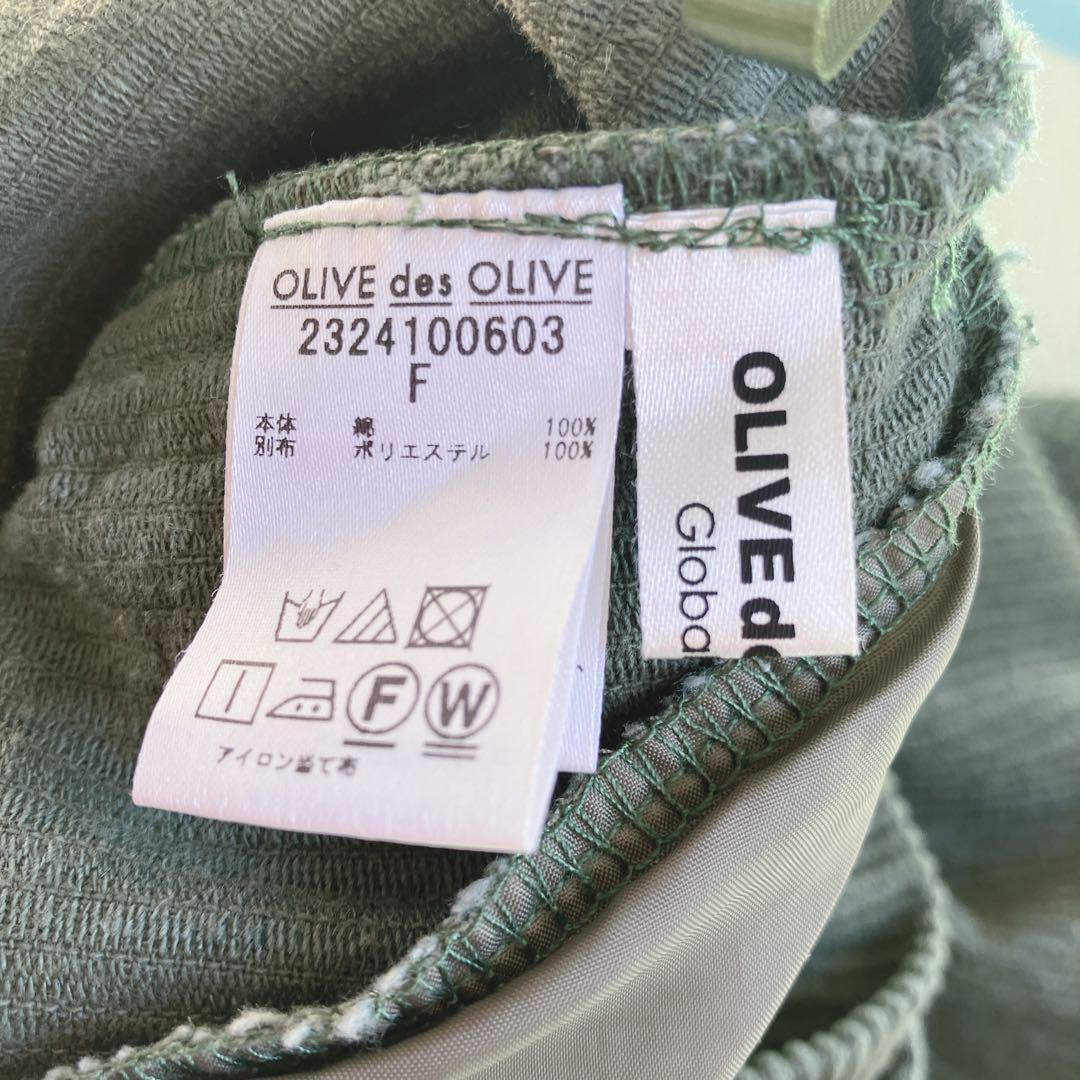 OLIVE des OLIVE
2324100603
F
本体 綿 100%
別布 ポリエステル 100%
F W
アイロン当て布
OLIVE de
Globa